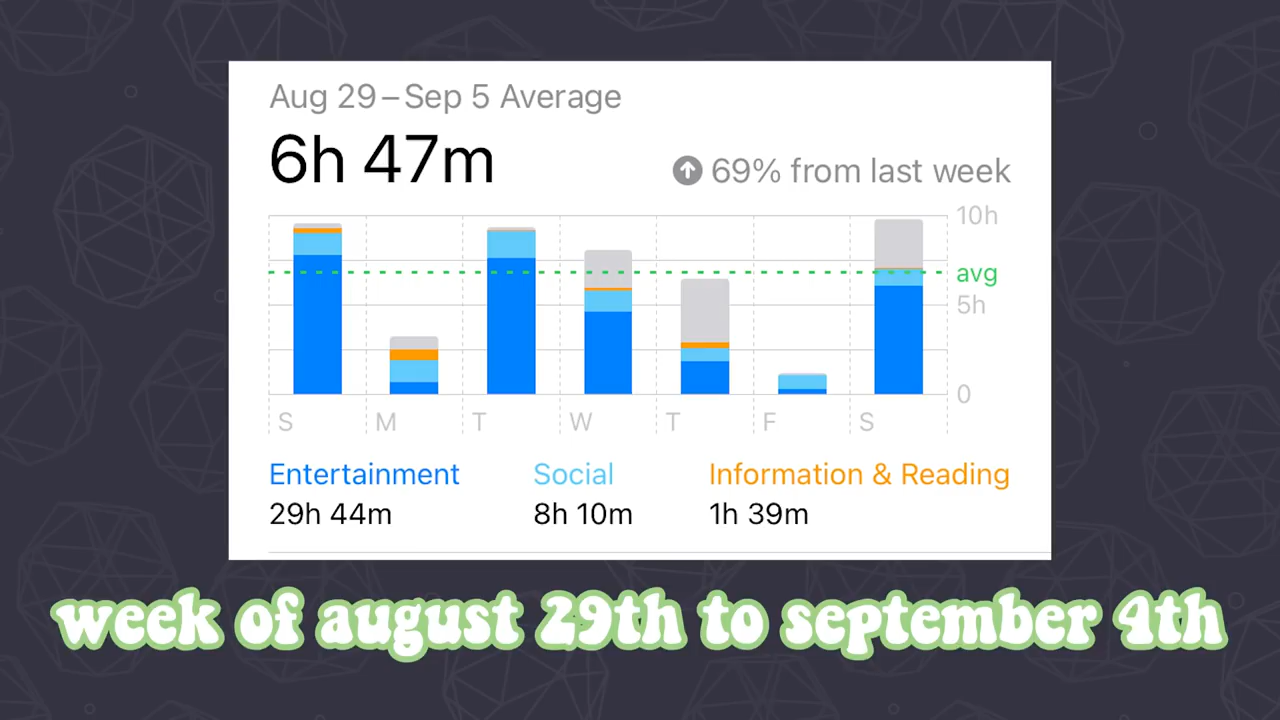 Aug 29 – Sep 5 Average
6h 47m
69% from last week
10h
avg
5h
0
S M T W T F S
Entertainment Social Information & Reading
29h 44m 8h 10m 1h 39m
week of august 29th to september 4th